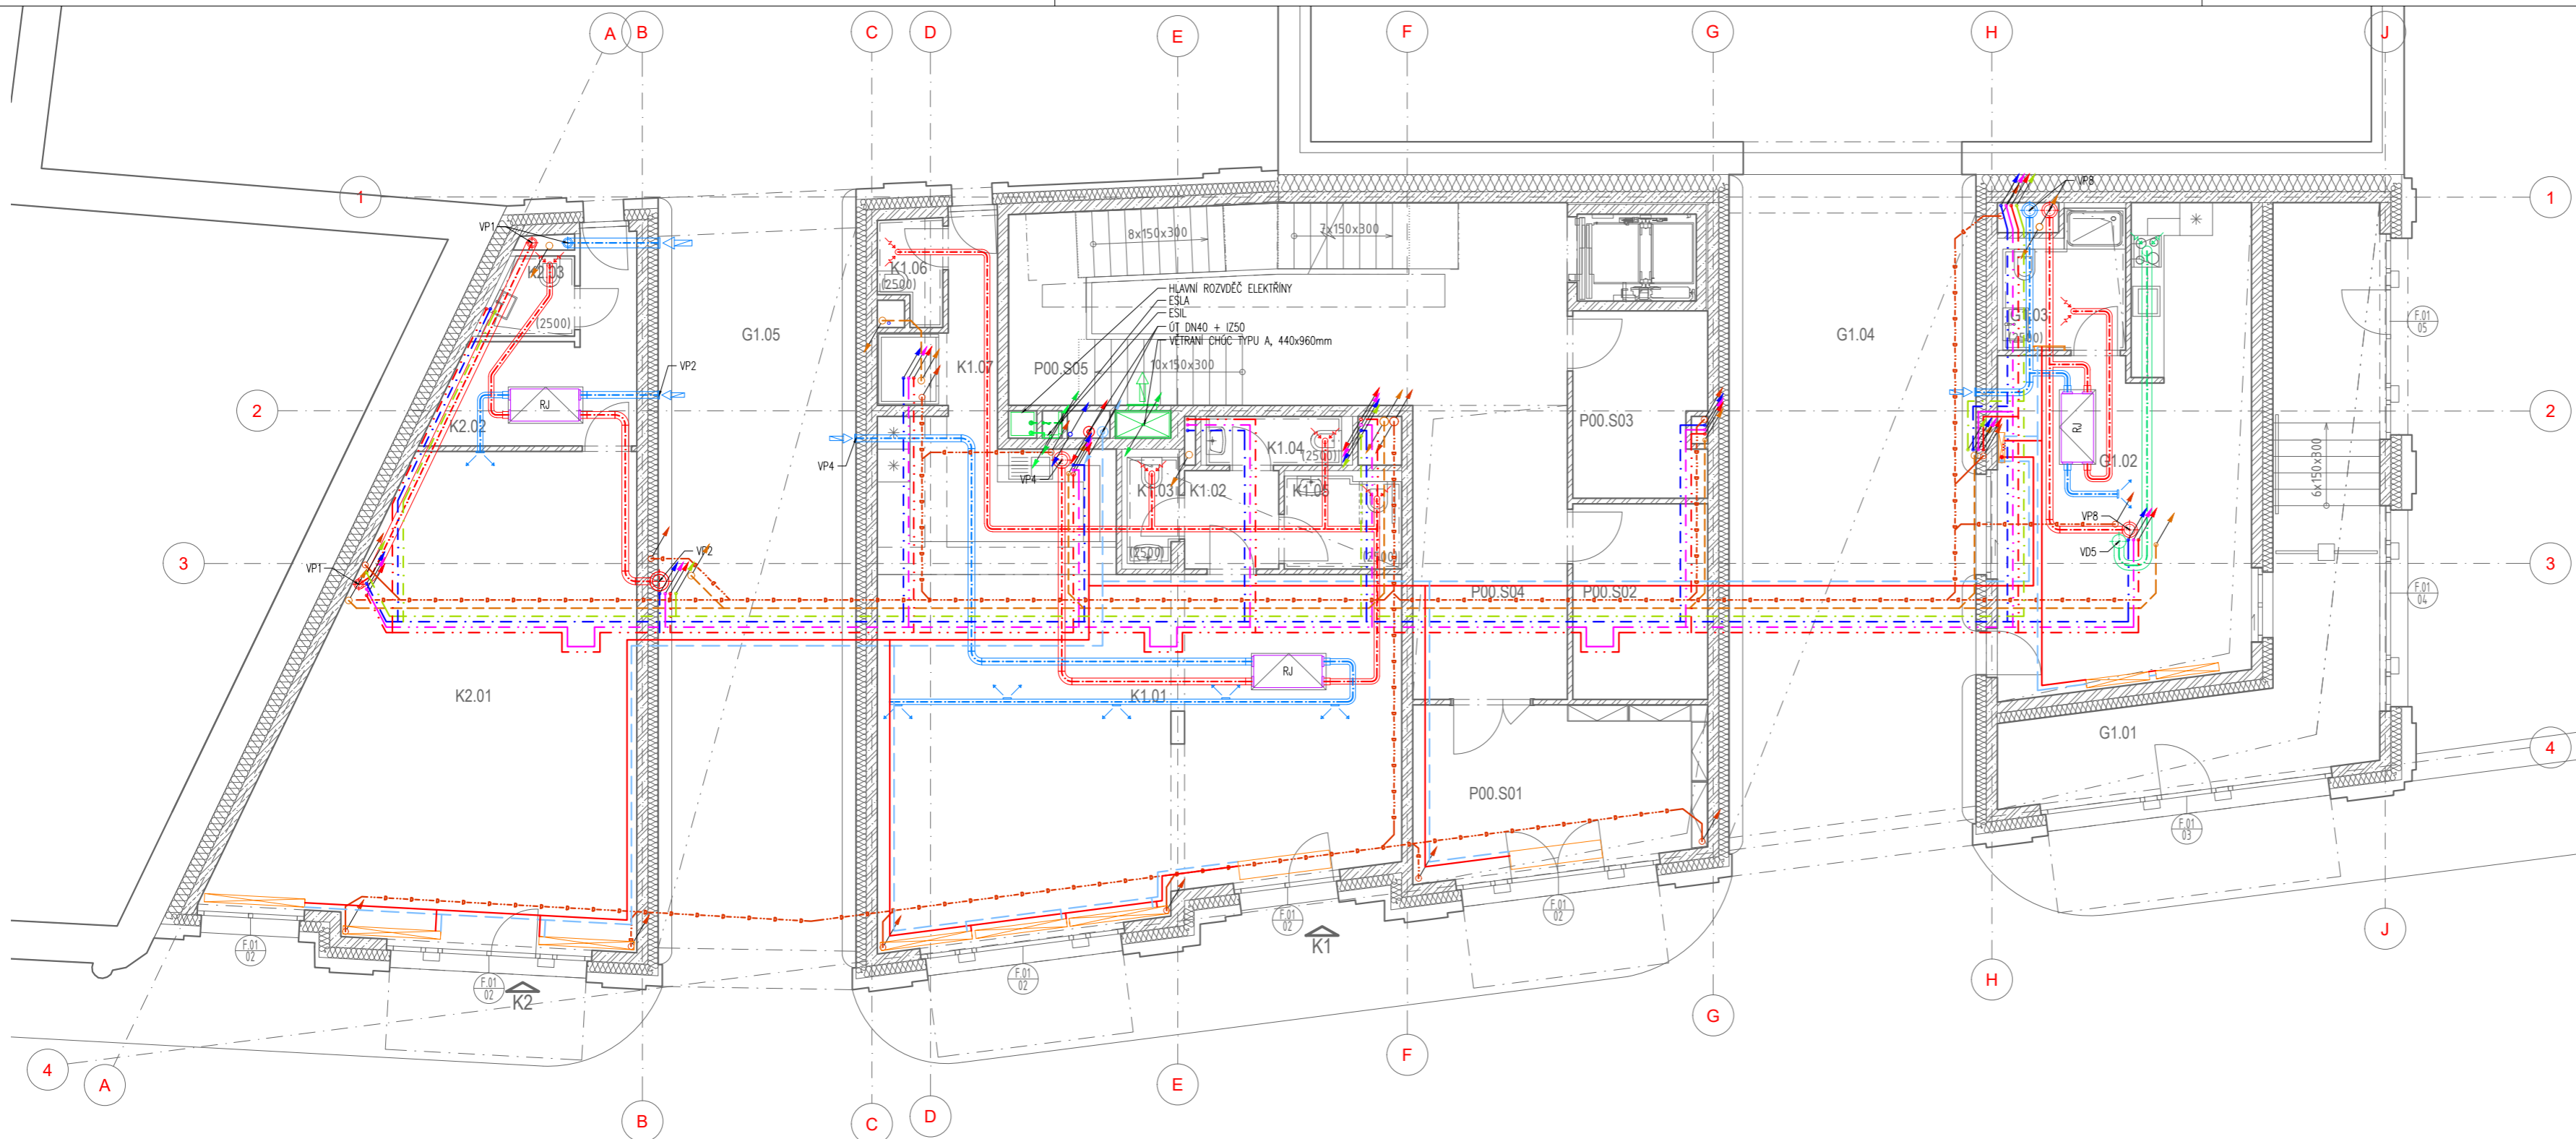 A
B
C
D
E
F
G
H
J
1
1
VP1
VP8
K2.03
(2500)
K1.06
(2500)
8x150x300
7x150x300
HLAVNÍ ROZVDĚČ ELEKTŘINY
ESLA
ESIL
ÚT DN40 + IZ50
VĚTRANÍ CHÚC TYPU A, 440x960mm
G1.05
G1.04
G1.03
(2500)
F.01
05
VP2
K1.07
P00.S05
10x150x300
2
RJ
K2.02
P00.S03
RJ
2
VP4
VP4
K1.04
(2500)
K1.03
K1.02
K1.05
G1.02
6x150x300
VP8
VD5
3
VP1
VP2
(2500)
(2500)
3
P00.S04
P00.S02
F.01
04
K2.01
K1.01
RJ
G1.01
4
P00.S01
F.01
03
F.01
02
F.01
02
K2
F.01
02
F.01
02
K1
F.01
02
4
A
B
C
D
E
F
G
H
J